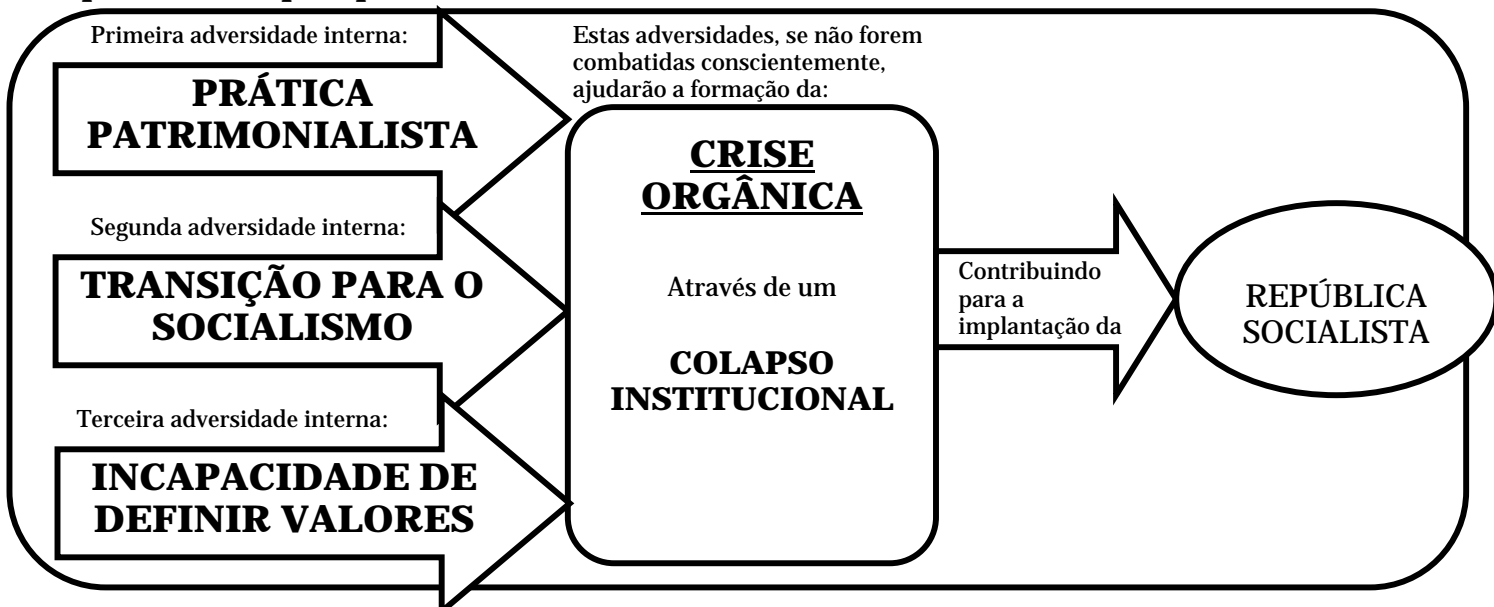 Primeira adversidade interna:
PRÁTICA
PATRIMONIALISTA
Segunda adversidade interna:
TRANSIÇÃO PARA O
SOCIALISMO
Terceira adversidade interna:
INCAPACIDADE DE
DEFINIR VALORES
Estas adversidades, se não forem
combatidas conscientemente,
ajudarão a formação da:
CRISE
ORGÂNICA
Através de um
COLAPSO
INSTITUCIONAL
Contribuindo
para a
implantação da
REPÚBLICA
SOCIALISTA